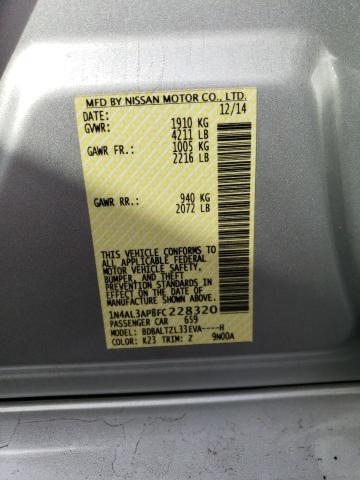 MFD BY NISSAN MOTOR CO., LTD.
DATE: 12/14
GVWR: 1910 KG
4211 LB
GAWR FR.: 1005 KG
2216 LB
GAWR RR.: 940 KG
2072 LB
THIS VEHICLE CONFORMS TO
ALL APPLICABLE FEDERAL
MOTOR VEHICLE SAFETY,
BUMPER, AND THEFT
PREVENTION STANDARDS
IN EFFECT ON THE DATE OF
MANUFACTURE SHOWN ABOVE.
1N4AL3AP8FC228320
PASSENGER CAR 659
MODEL: BDBALTZL33EVA----H
COLOR: K23 TRIM: Z 9N00A